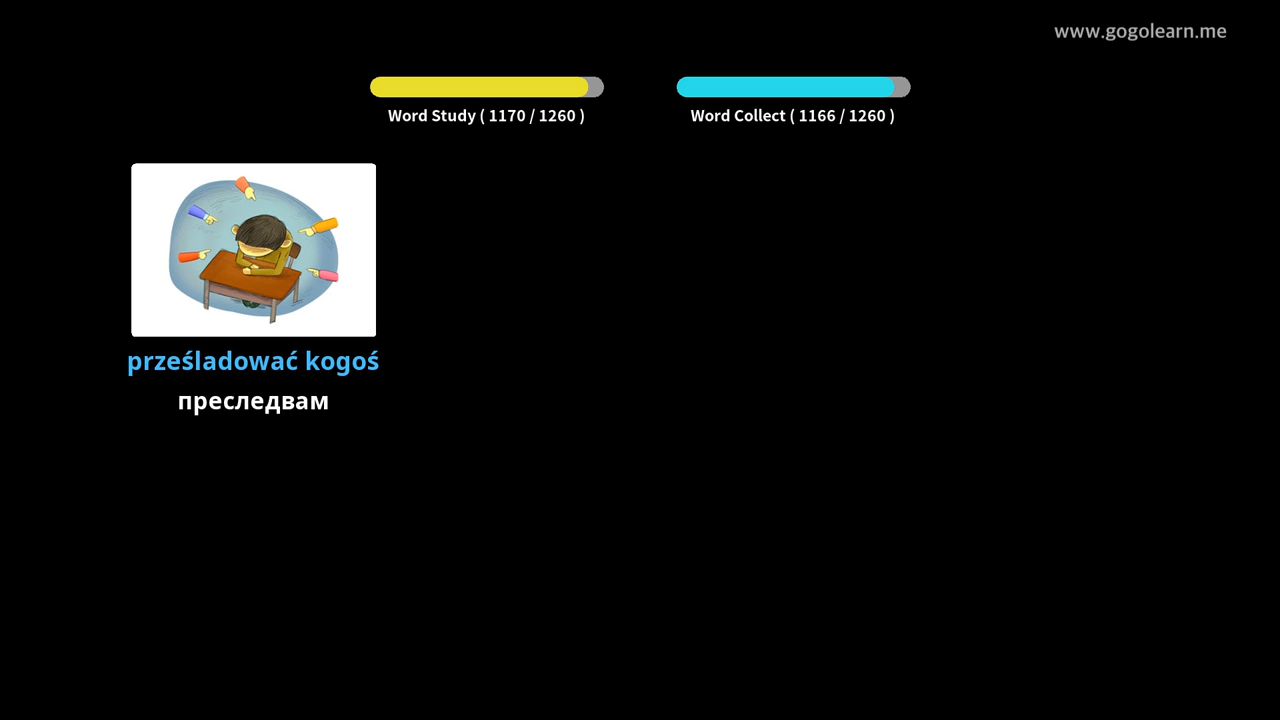 www.gogolearn.me
Word Study ( 1170 / 1260 )
Word Collect ( 1166 / 1260 )
prześladować kogoś
преследвам